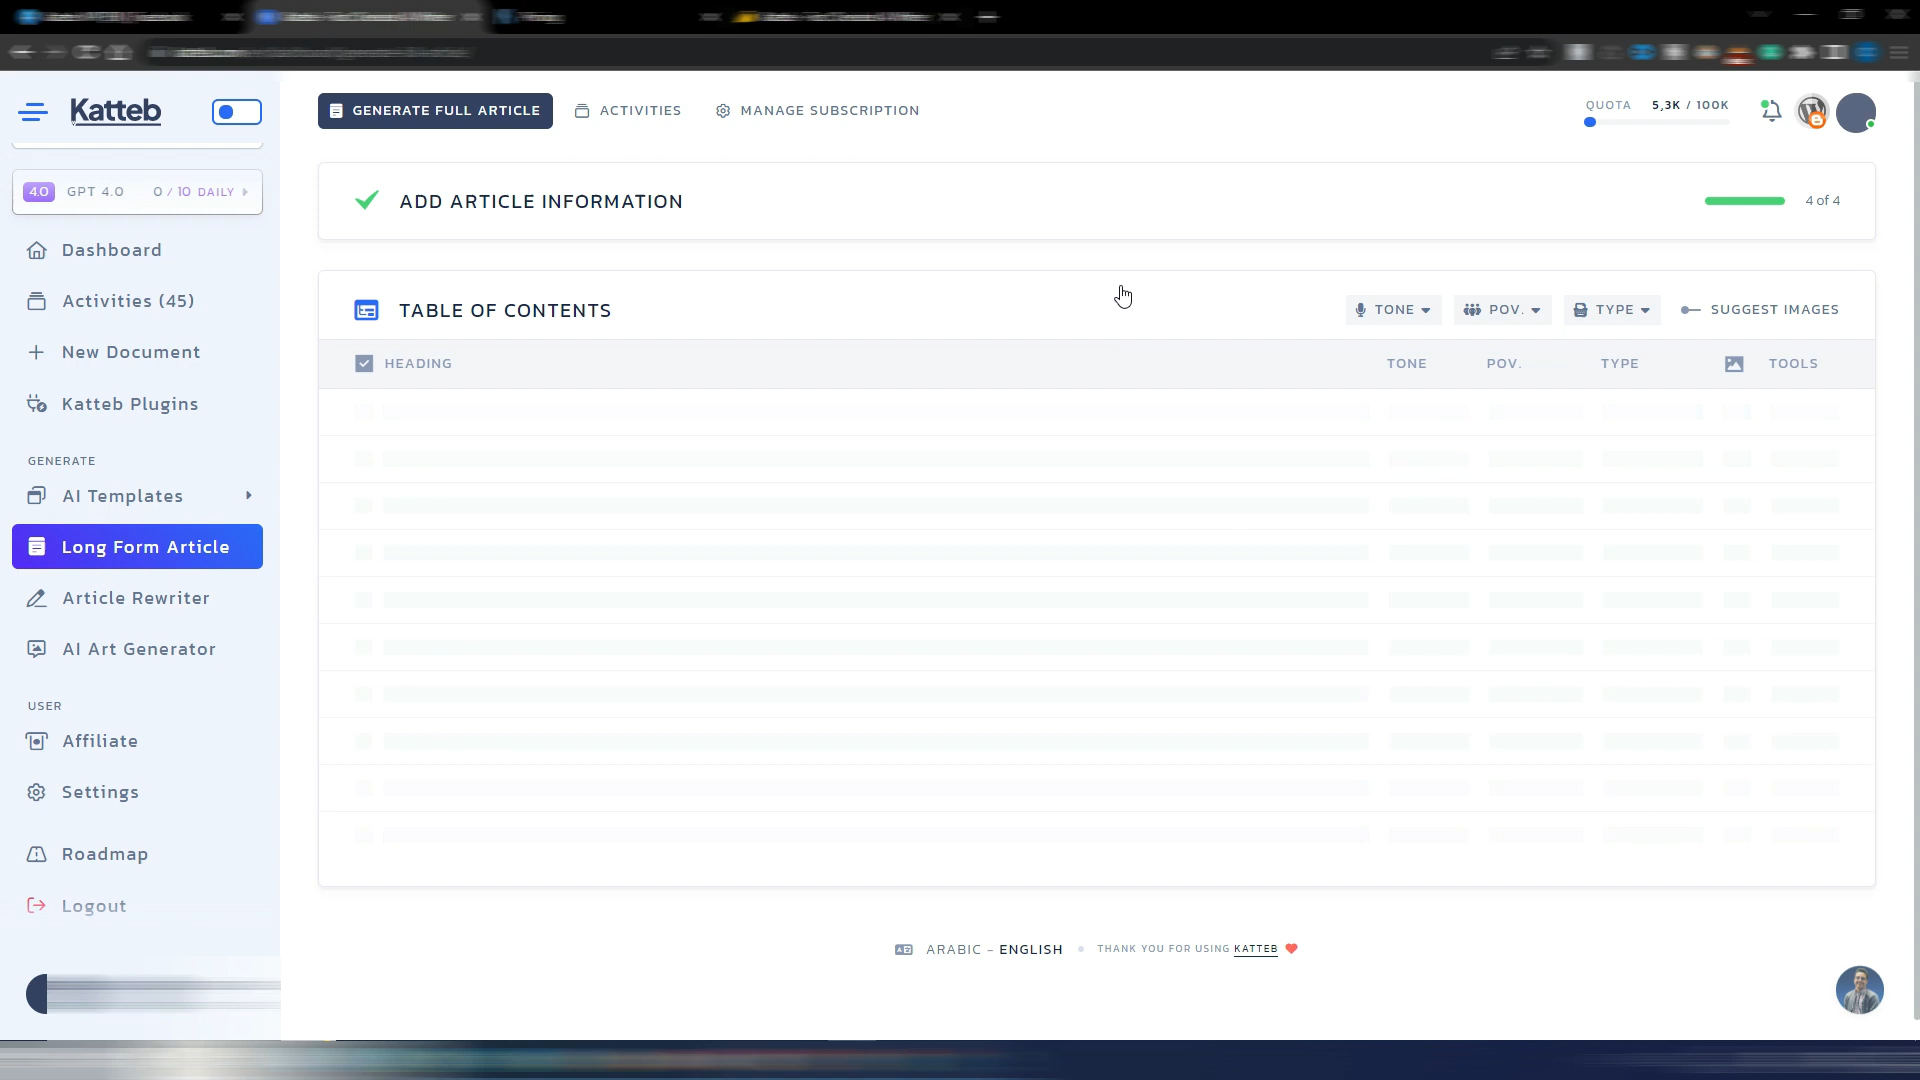 Katteb
GENERATE FULL ARTICLE
ACTIVITIES
MANAGE SUBSCRIPTION
QUOTA 5,3K / 100K
4.0 GPT 4.0 0 / 10 DAILY
Dashboard
Activities (45)
New Document
Katteb Plugins
GENERATE
AI Templates
Long Form Article
Article Rewriter
AI Art Generator
USER
Affiliate
Settings
Roadmap
Logout
ADD ARTICLE INFORMATION
4 of 4
TABLE OF CONTENTS
TONE
POV.
TYPE
SUGGEST IMAGES
HEADING
TONE
POV.
TYPE
TOOLS
ARABIC - ENGLISH
THANK YOU FOR USING KATTEB